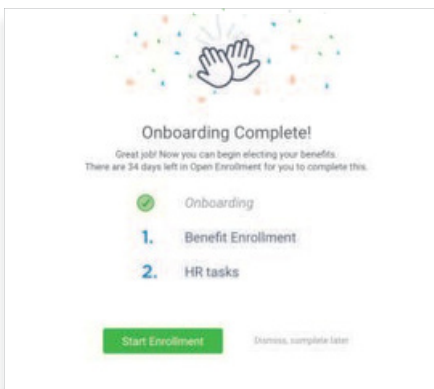 Onboarding Complete!
Great job! Now you can begin electing your benefits.
There are 34 days left in Open Enrollment for you to complete this.
Onboarding
1. Benefit Enrollment
2. HR tasks
Start Enrollment Dismiss, complete later